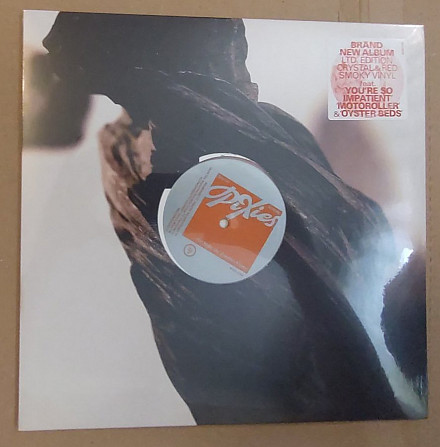 BRAND
NEW ALBUM
LTD. EDITION
CRYSTAL & RED
SMOKY VINYL
feat.
YOU'RE SO
IMPATIENT
'MOTOROLLER'
& 'OYSTER BEDS'
pixies